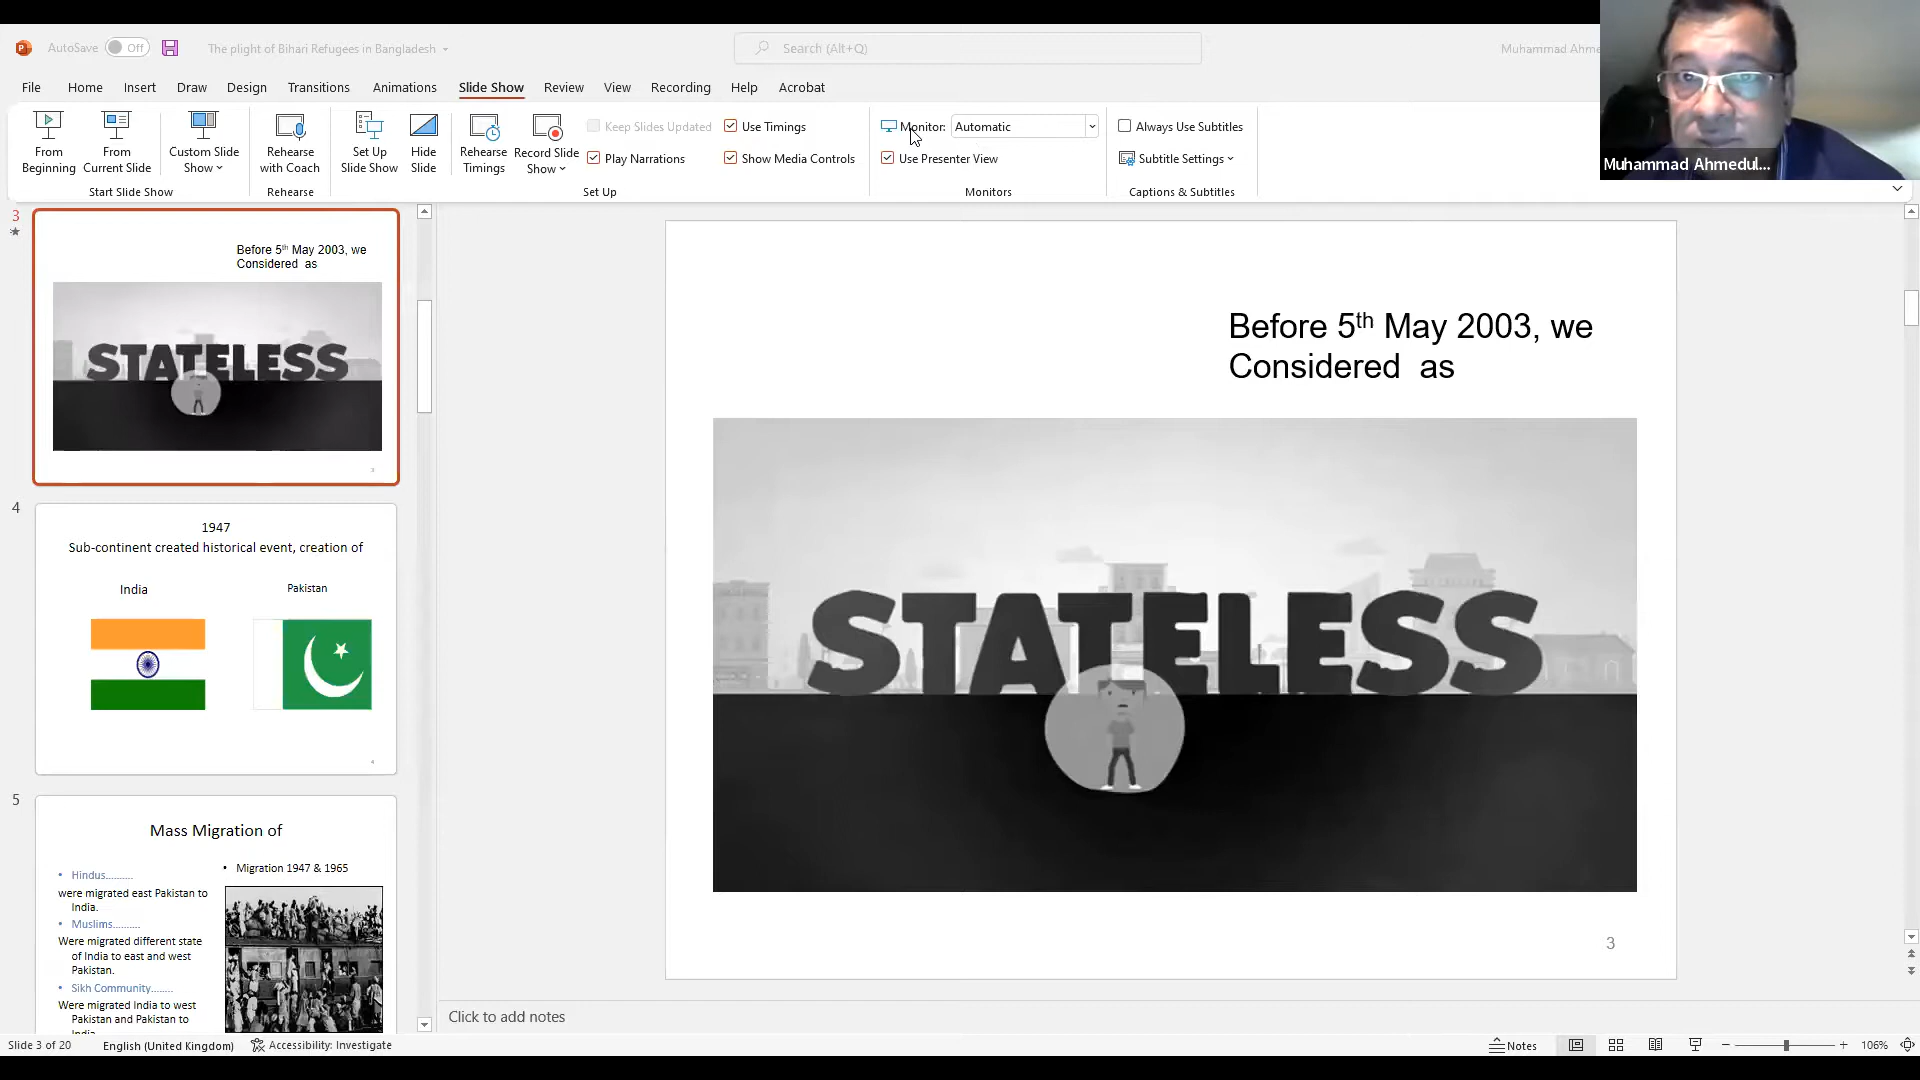 AutoSave Off The plight of Bihari Refugees in Bangladesh Search (Alt+Q) Muhammad Ahme
File Home Insert Draw Design Transitions Animations Slide Show Review View Recording Help Acrobat
From Beginning
From Current Slide
Custom Slide Show
Start Slide Show
Rehearse with Coach
Rehearse
Set Up Slide Show
Hide Slide
Rehearse Timings
Record Slide Show
Keep Slides Updated
Play Narrations
Use Timings
Show Media Controls
Set Up
Monitor: Automatic
Use Presenter View
Monitors
Always Use Subtitles
Subtitle Settings
Captions & Subtitles
Muhammad Ahmedul...
3
Before 5th May 2003, we
Considered as
STATELESS
3
4
1947
Sub-continent created historical event, creation of
India
Pakistan
4
5
Mass Migration of
• Hindus..........
were migrated east Pakistan to
India.
• Muslims..........
Were migrated different state
of India to east and west
Pakistan.
• Sikh Community........
Were migrated India to west
Pakistan and Pakistan to
India
• Migration 1947 & 1965
Before 5th May 2003, we
Considered as
STATELESS
3
Click to add notes
Slide 3 of 20 English (United Kingdom) Accessibility: Investigate Notes 106%